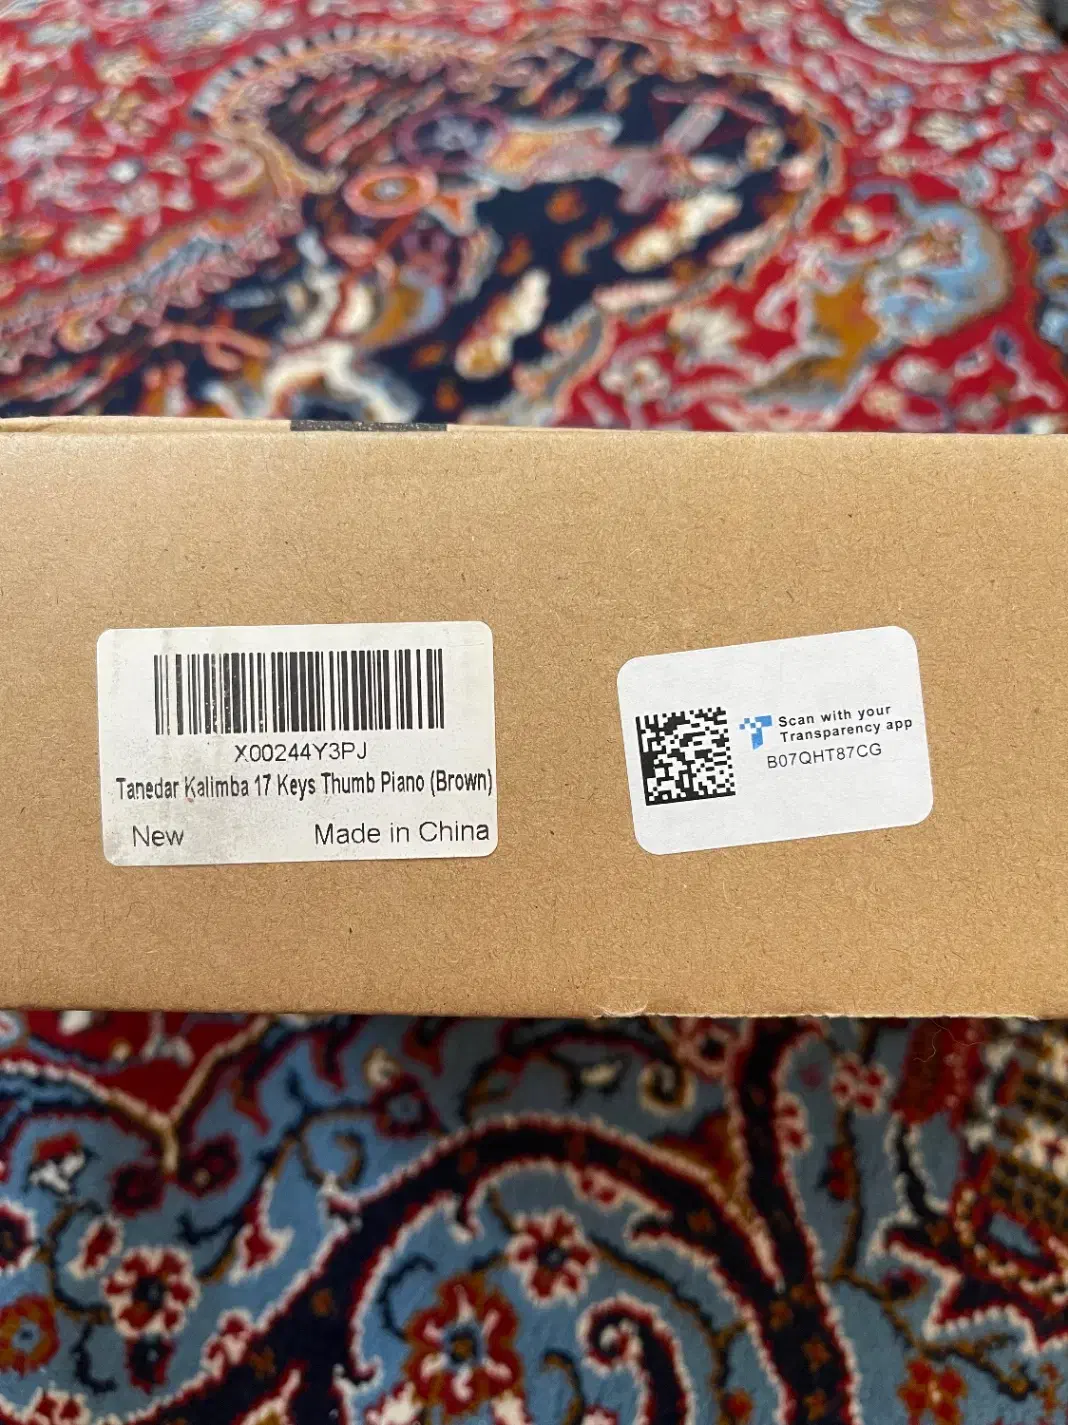 X00244Y3PJ
Tanedar Kalimba 17 Keys Thumb Piano (Brown)
New Made in China
Scan with your
Transparency app
B07QHT87CG